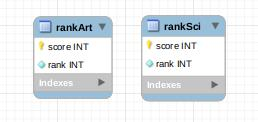 rankArt
score INT
rank INT
Indexes
rankSci
score INT
rank INT
Indexes